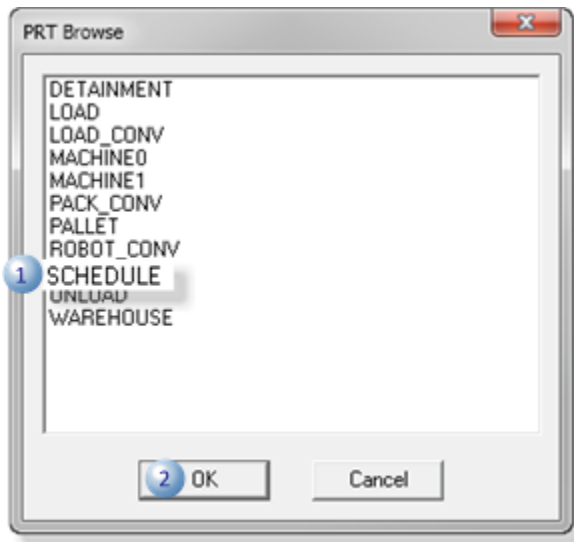 PRT Browse
DETAINMENT
LOAD
LOAD_CONV
MACHINE0
MACHINE1
PACK_CONV
PALLET
ROBOT_CONV
1 SCHEDULE
UNLOAD
WAREHOUSE
2 OK Cancel